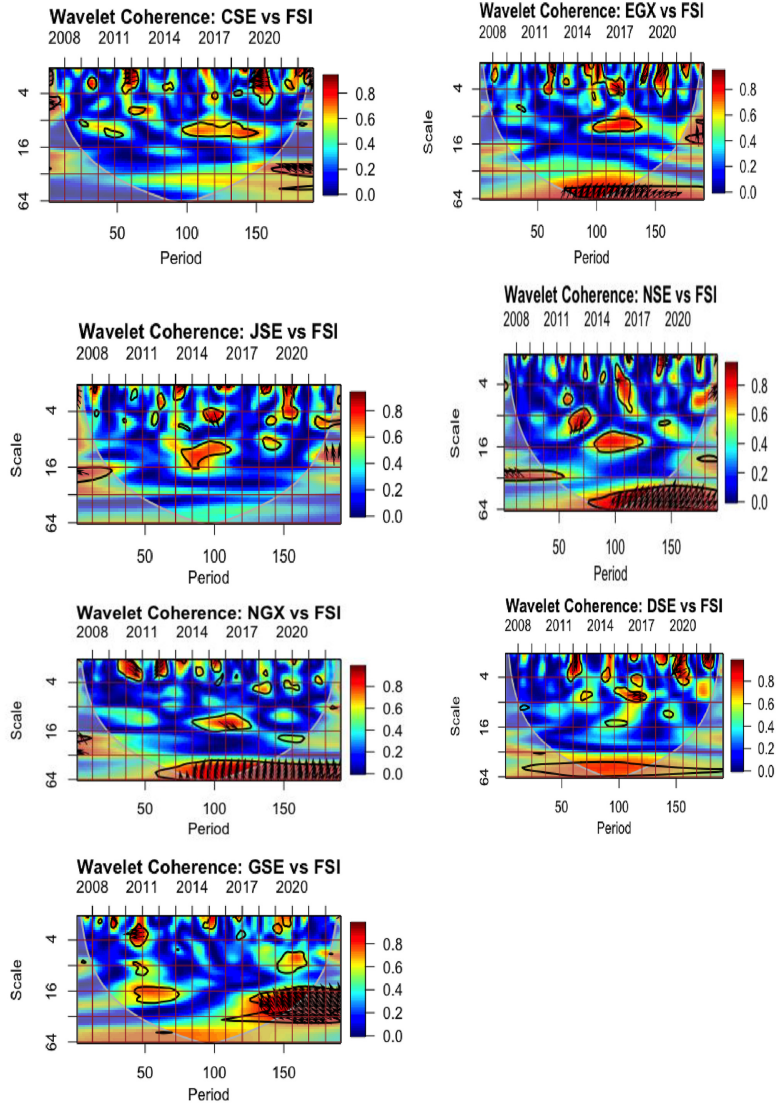 Wavelet Coherence: CSE vs FSI
2008 2011 2014 2017 2020
4
16
64
50 100 150
Period
0.8
0.6
0.4
0.2
0.0
Wavelet Coherence: EGX vs FSI
2008 2011 2014 2017 2020
Scale
4
16
64
50 100 150
Period
0.8
0.6
0.4
0.2
0.0
Wavelet Coherence: JSE vs FSI
2008 2011 2014 2017 2020
Scale
4
16
64
50 100 150
Period
0.8
0.6
0.4
0.2
0.0
Wavelet Coherence: NSE vs FSI
2008 2011 2014 2017 2020
Scale
4
16
64
50 100 150
Period
0.8
0.6
0.4
0.2
0.0
Wavelet Coherence: NGX vs FSI
2008 2011 2014 2017 2020
Scale
4
16
64
50 100 150
Period
0.8
0.6
0.4
0.2
0.0
Wavelet Coherence: DSE vs FSI
2008 2011 2014 2017 2020
Scale
4
16
64
50 100 150
Period
0.8
0.6
0.4
0.2
0.0
Wavelet Coherence: GSE vs FSI
2008 2011 2014 2017 2020
Scale
4
16
64
50 100 150
Period
0.8
0.6
0.4
0.2
0.0